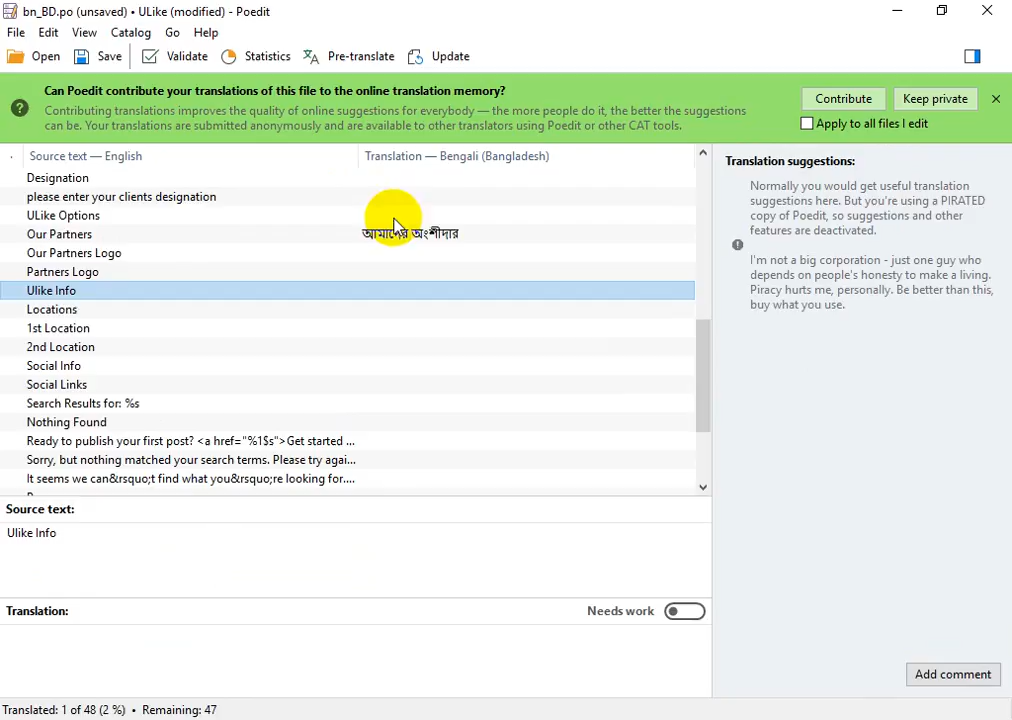 bn_BD.po (unsaved) • ULike (modified) - Poedit
File Edit View Catalog Go Help
Open Save Validate Statistics Pre-translate Update
Can Poedit contribute your translations of this file to the online translation memory?
Contributing translations improves the quality of online suggestions for everybody — the more people do it, the better the suggestions
can be. Your translations are submitted anonymously and are available to other translators using Poedit or other CAT tools.
Contribute Keep private
Apply to all files I edit
Source text — English Translation — Bengali (Bangladesh)
Designation
please enter your clients designation
ULike Options
Our Partners আমাদের অংশীদার
Our Partners Logo
Partners Logo
Ulike Info
Locations
1st Location
2nd Location
Social Info
Social Links
Search Results for: %s
Nothing Found
Ready to publish your first post? <a href="%1$s">Get started ...
Sorry, but nothing matched your search terms. Please try agai...
It seems we can&rsquo;t find what you&rsquo;re looking for....
Source text:
Ulike Info
Translation: Needs work
Translation suggestions:
Normally you would get useful translation
suggestions here. But you're using a PIRATED
copy of Poedit, so suggestions and other
features are deactivated.
I'm not a big corporation - just one guy who
depends on people's honesty to make a living.
Piracy hurts me, personally. Be better than this,
buy what you use.
Add comment
Translated: 1 of 48 (2 %) • Remaining: 47